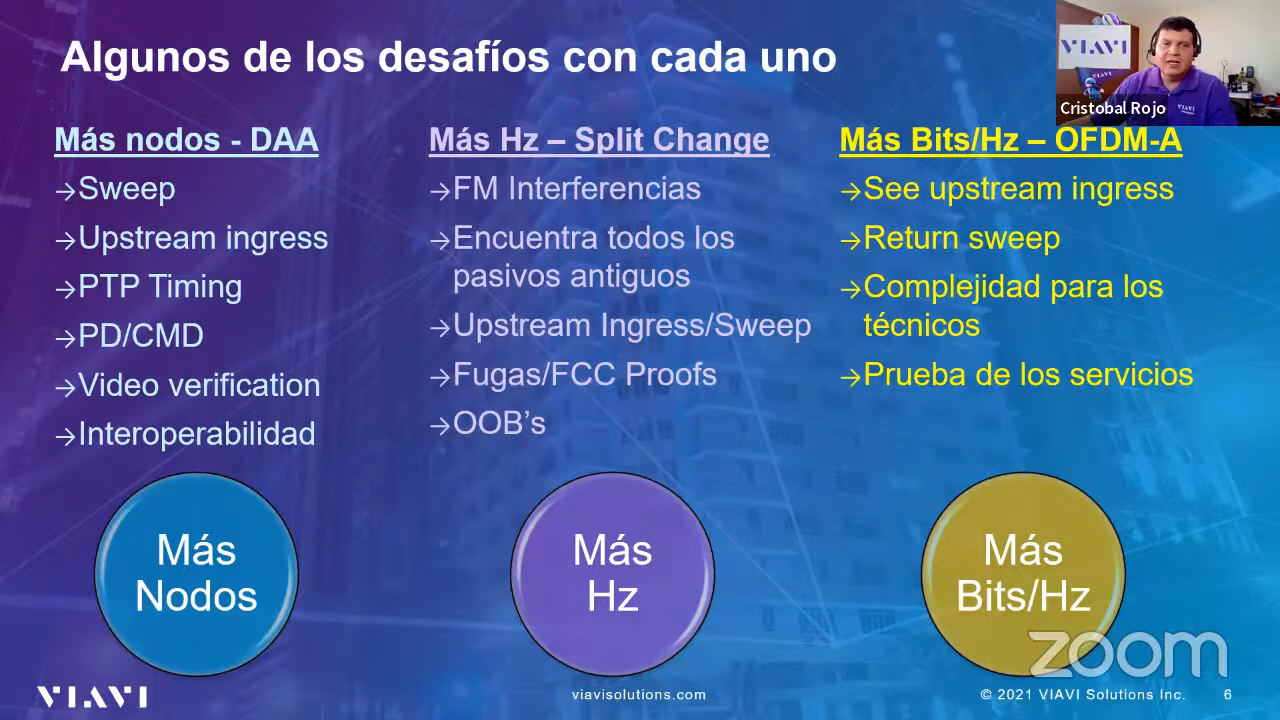 Algunos de los desafíos con cada uno
VIAVI
VIAVI
VIAVI
Cristobal Rojo
Más nodos - DAA
→Sweep
→Upstream ingress
→PTP Timing
→PD/CMD
→Video verification
→Interoperabilidad
Más Hz – Split Change
→FM Interferencias
→Encuentra todos los
pasivos antiguos
→Upstream Ingress/Sweep
→Fugas/FCC Proofs
→OOB’s
Más Bits/Hz – OFDM-A
→See upstream ingress
→Return sweep
→Complejidad para los
técnicos
→Prueba de los servicios
Más
Nodos
Más
Hz
Más
Bits/Hz
zoom
VIAVI
viavisolutions.com
© 2021 VIAVI Solutions Inc.
6